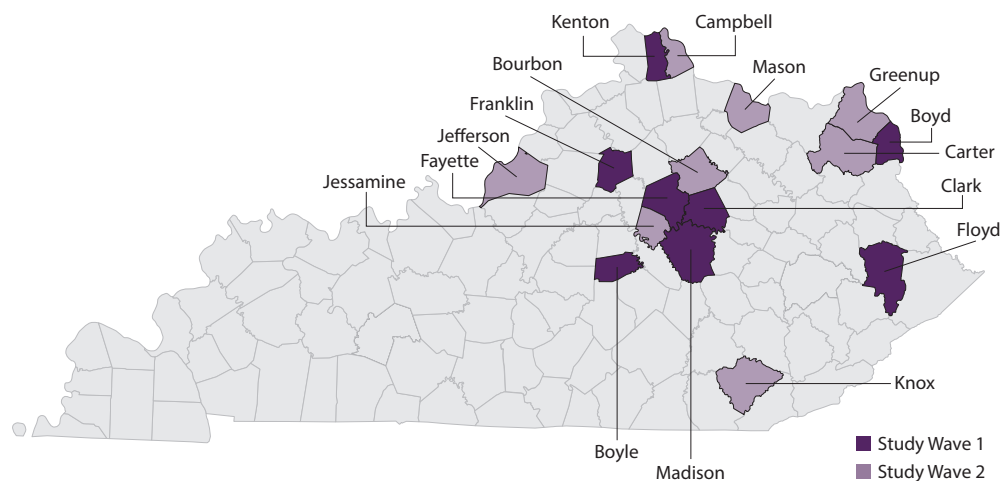 Kenton
Campbell
Bourbon
Mason
Greenup
Franklin
Boyd
Jefferson
Carter
Fayette
Jessamine
Clark
Floyd
Knox
Boyle
Madison
Study Wave 1
Study Wave 2